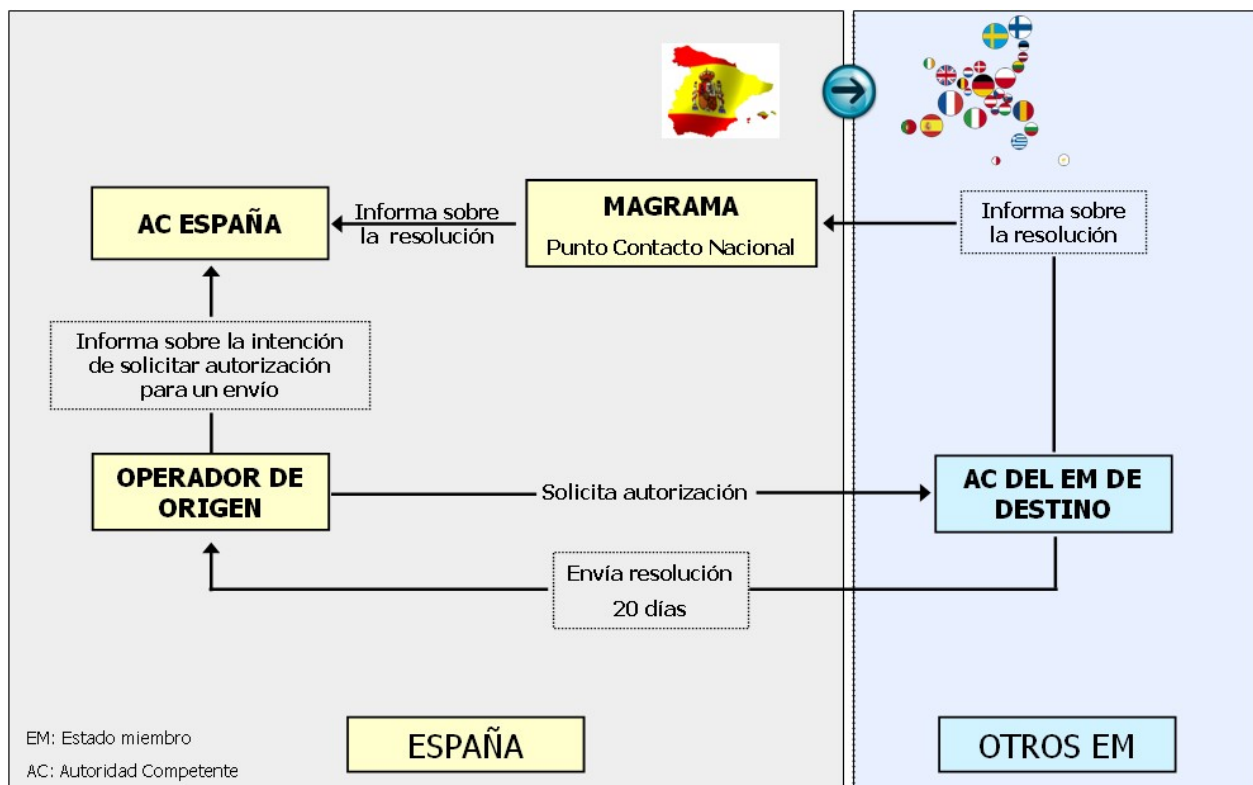 AC ESPAÑA
Informa sobre
la resolución
MAGRAMA
Punto Contacto Nacional
Informa sobre
la resolución
Informa sobre la intención
de solicitar autorización
para un envío
OPERADOR DE
ORIGEN
Solicita autorización
AC DEL EM DE
DESTINO
Envía resolución
20 días
EM: Estado miembro
AC: Autoridad Competente
ESPAÑA
OTROS EM